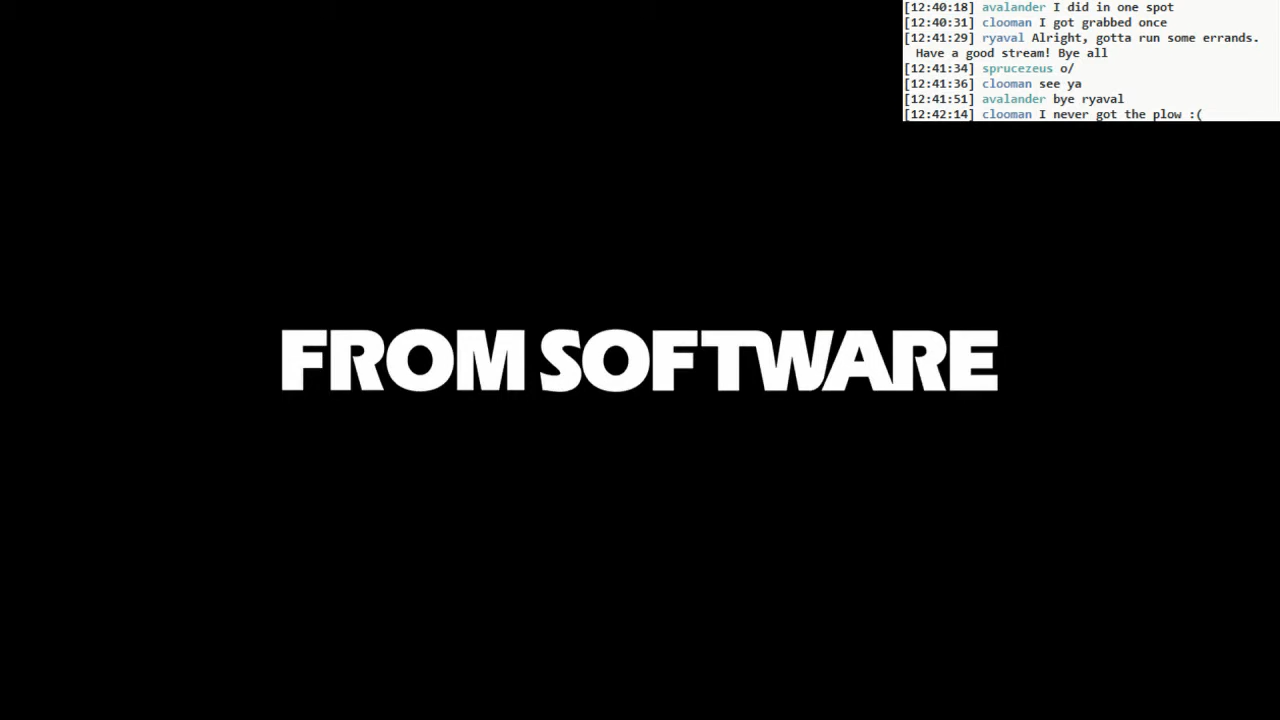 [12:40:18] avalander I did in one spot
[12:40:31] clooman I got grabbed once
[12:41:29] ryaval Alright, gotta run some errands.
Have a good stream! Bye all
[12:41:34] sprucezeus o/
[12:41:36] clooman see ya
[12:41:51] avalander bye ryaval
[12:42:14] clooman I never got the plow :(
FROM SOFTWARE